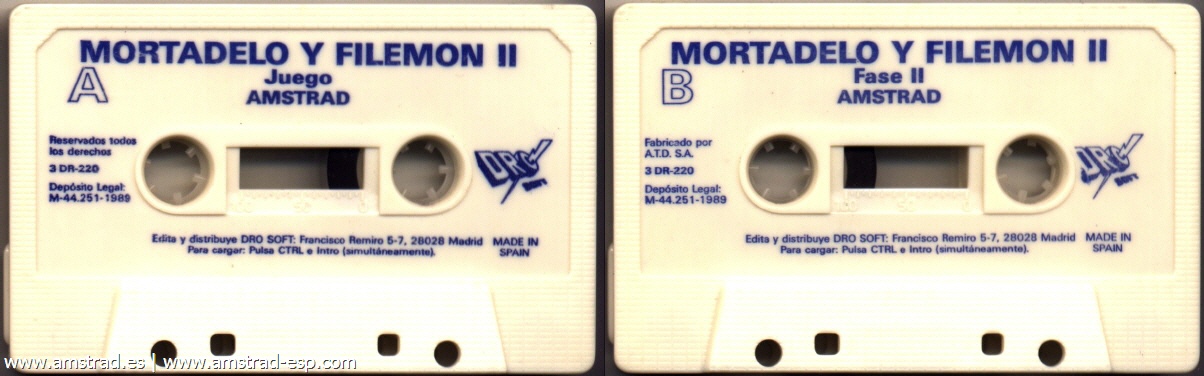 MORTADELO Y FILEMON II
A
Juego
AMSTRAD
Reservados todos
los derechos
3 DR-220
Depósito Legal:
M-44.251-1989
DRO
SOFT
Edita y distribuye DRO SOFT: Francisco Remiro 5-7, 28028 Madrid
Para cargar: Pulsa CTRL e Intro (simultáneamente).
MADE IN
SPAIN
MORTADELO Y FILEMON II
B
Fase II
AMSTRAD
Fabricado por
A.T.D. S.A.
3 DR-220
Depósito Legal:
M-44.251-1989
DRO
SOFT
Edita y distribuye DRO SOFT: Francisco Remiro 5-7, 28028 Madrid
Para cargar: Pulsa CTRL e Intro (simultáneamente).
MADE IN
SPAIN
www.amstrad.es | www.amstrad-esp.com